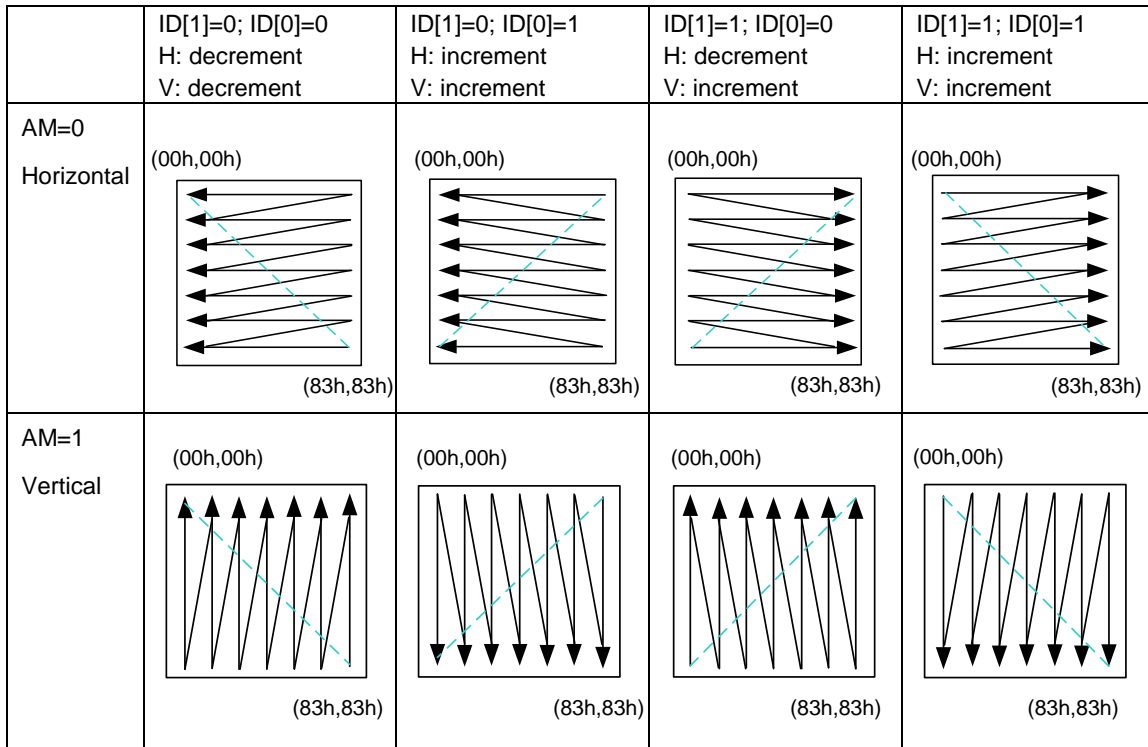 ID[1]=0; ID[0]=0
H: decrement
V: decrement
ID[1]=0; ID[0]=1
H: increment
V: increment
ID[1]=1; ID[0]=0
H: decrement
V: increment
ID[1]=1; ID[0]=1
H: increment
V: increment
AM=0
Horizontal
(00h,00h)
(83h,83h)
(00h,00h)
(83h,83h)
(00h,00h)
(83h,83h)
(00h,00h)
(83h,83h)
AM=1
Vertical
(00h,00h)
(83h,83h)
(00h,00h)
(83h,83h)
(00h,00h)
(83h,83h)
(00h,00h)
(83h,83h)